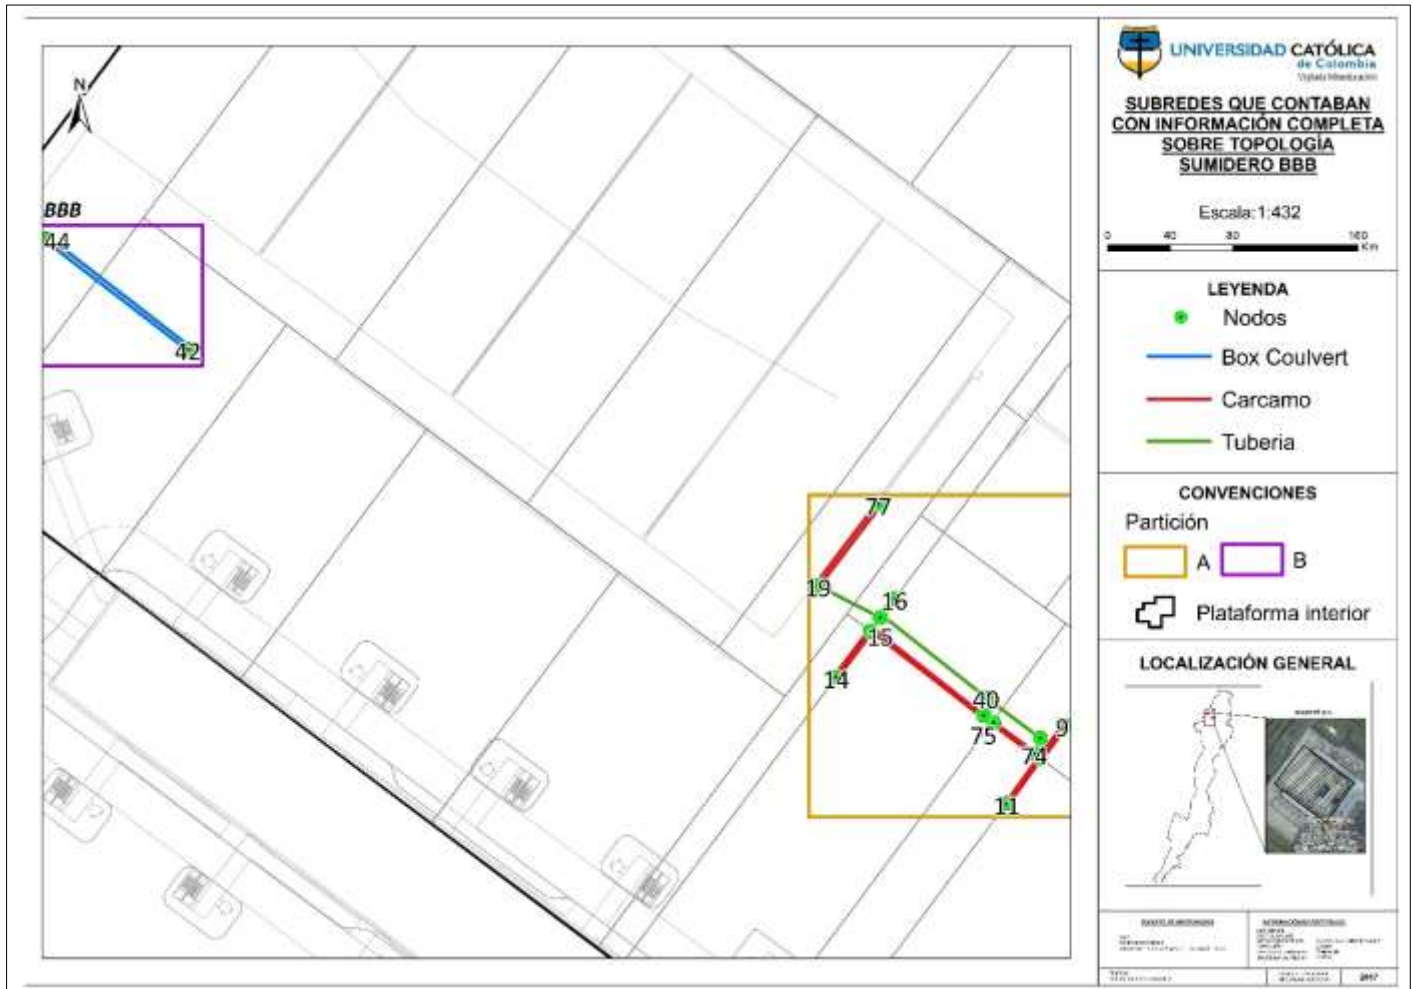 N
BBB
44
42
77
19
16
15
14
40
75
9
74
11
UNIVERSIDAD CATÓLICA
de Colombia
Vigilada Mineducación
SUBREDES QUE CONTABAN
CON INFORMACIÓN COMPLETA
SOBRE TOPOLOGÍA
SUMIDERO BBB
Escala:1:432
0 40 80 160
Km
LEYENDA
Nodos
Box Coulvert
Carcamo
Tuberia
CONVENCIONES
Partición
A B
Plataforma interior
LOCALIZACIÓN GENERAL
2017